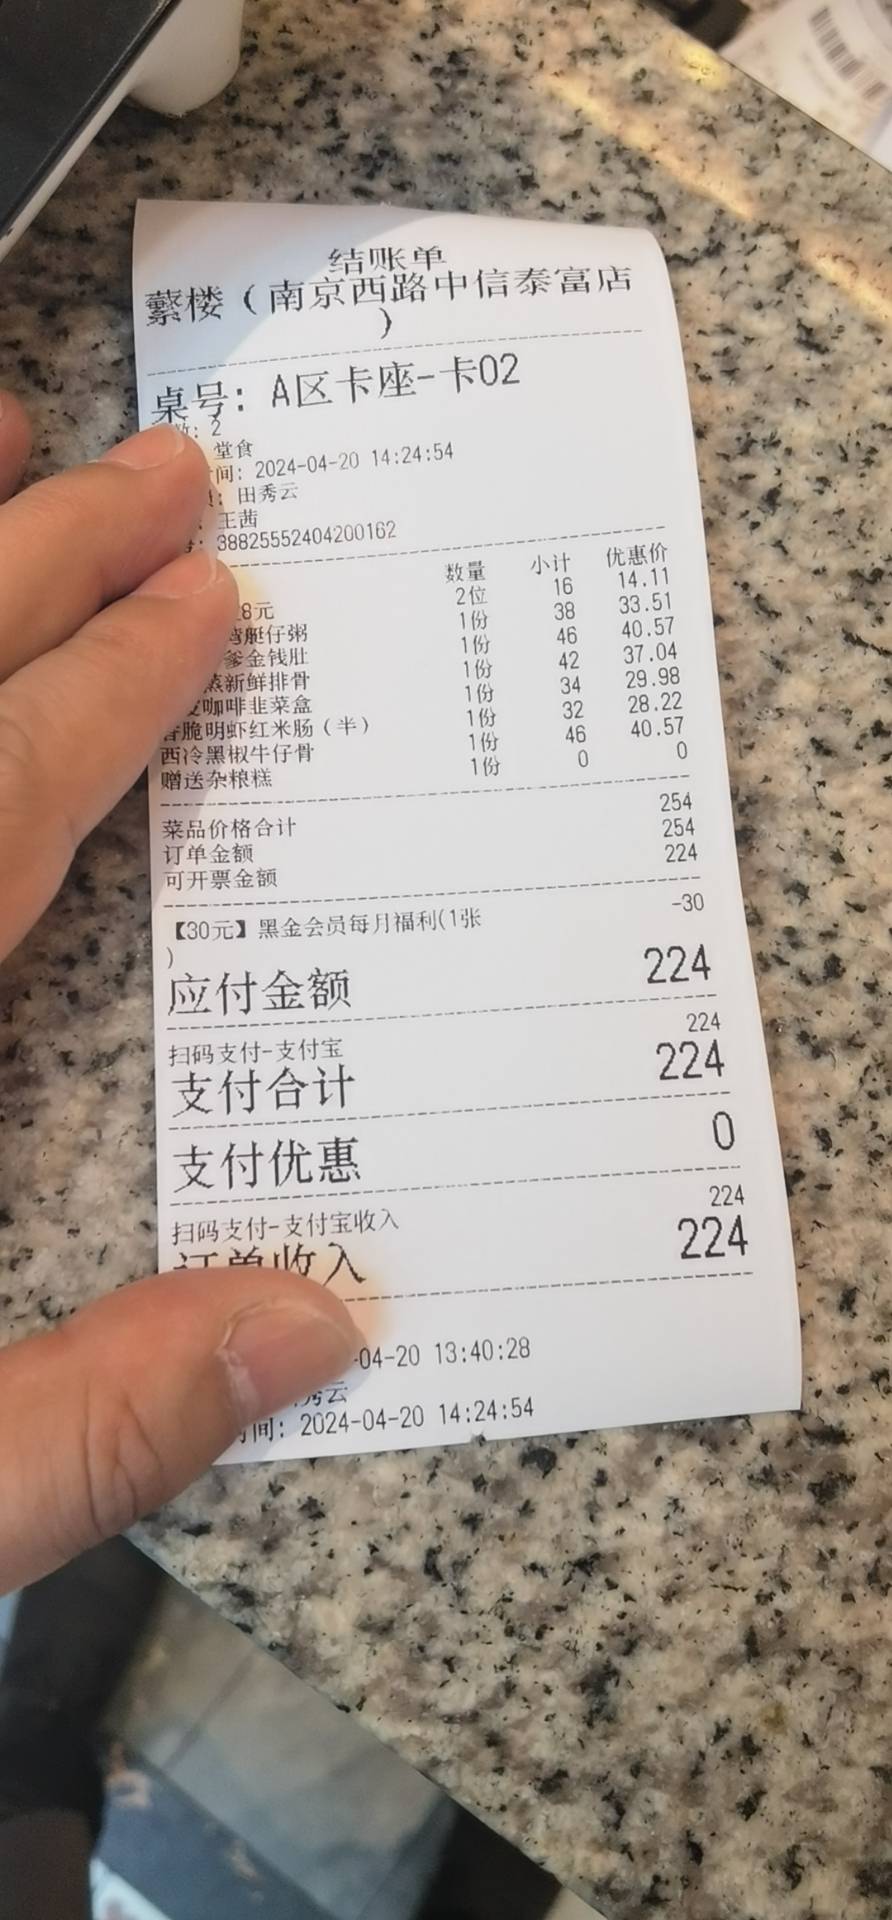 结账单
蘩楼（南京西路中信泰富店
）
桌号：A区卡座-卡02
数：2
堂食
时间：2024-04-20 14:24:54
田秀云
王茜
号：38825552404200162
数量 小计 优惠价
8元 2位 16 14.11
湾艇仔粥 1份 38 33.51
参金钱肚 1份 46 40.57
蒸新鲜排骨 1份 42 37.04
咖啡韭菜盒 1份 34 29.98
香脆明虾红米肠（半） 1份 32 28.22
西冷黑椒牛仔骨 1份 46 40.57
赠送杂粮糕 1份 0 0
菜品价格合计 254
订单金额 254
可开票金额 224
【30元】黑金会员每月福利(1张 -30
)
应付金额 224
扫码支付-支付宝 224
支付合计 224
支付优惠 0
扫码支付-支付宝收入 224
订单收入 224
-04-20 13:40:28
秀云
时间：2024-04-20 14:24:54